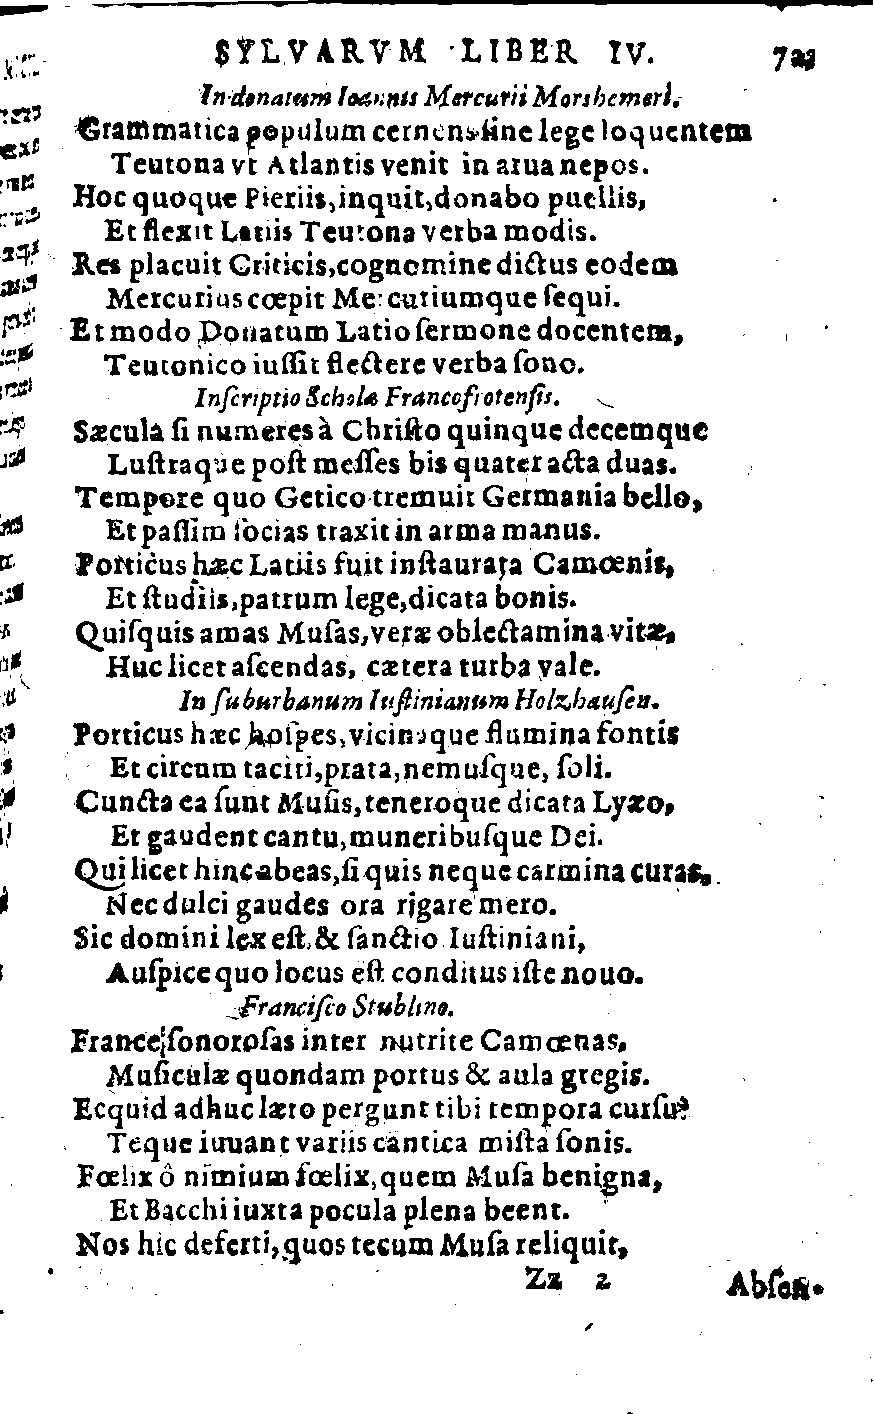 SYLVARVM LIBER IV. 723
In donatum Ioannis Mercurii Morshemeri.
Grammatica populum cernens sine lege loquentem
Teutona vt Atlantis venit in arua nepos.
Hoc quoque Pieriis, inquit, donabo puellis,
Et flexit Latiis Teutona verba modis.
Res placuit Criticis, cognomine dictus eodem
Mercurius cœpit Mercuriumque ſequi.
Et modo Donatum Latio ſermone docentem,
Teutonico iuſſit flectere verba ſono.
Inſcriptio Scholæ Francofrotenſis.
Sæcula ſi numeres à Chriſto quinque decemque
Luſtraque poſt meſſes bis quater acta duas.
Tempore quo Getico tremuit Germania bello,
Et paſſim ſocias traxit in arma manus.
Porticus hæc Latiis fuit inſtaurata Camœnis,
Et ſtudiis, patrum lege, dicata bonis.
Quiſquis amas Muſas, veræ oblectamina vitæ,
Huc licet aſcendas, cætera turba vale.
In ſuburbanum Iuſtinianum Holzhauſen.
Porticus hæc hoſpes, vicinaque flumina fontis
Et circum taciti, prata, nemuſque, ſoli.
Cuncta ea ſunt Muſis, teneroque dicata Lyæo,
Et gaudent cantu, muneribuſque Dei.
Qui licet hinc abeas, ſi quis neque carmina curas,
Nec dulci gaudes ora rigare mero.
Sic domini lex eſt, & ſanctio Iuſtiniani,
Auſpice quo locus eſt conditus iſte nouo.
Franciſco Stublino.
France ſonoroſas inter nutrite Camœnas,
Muſiculæ quondam portus & aula gregis.
Ecquid adhuc læto pergunt tibi tempora curſu?
Teque iuuant variis cantica miſta ſonis.
Fœlix ô nimium fœlix, quem Muſa benigna,
Et Bacchi iuxta pocula plena beent.
Nos hic deferti, quos tecum Muſa reliquit,
Zz 2 Abſen-